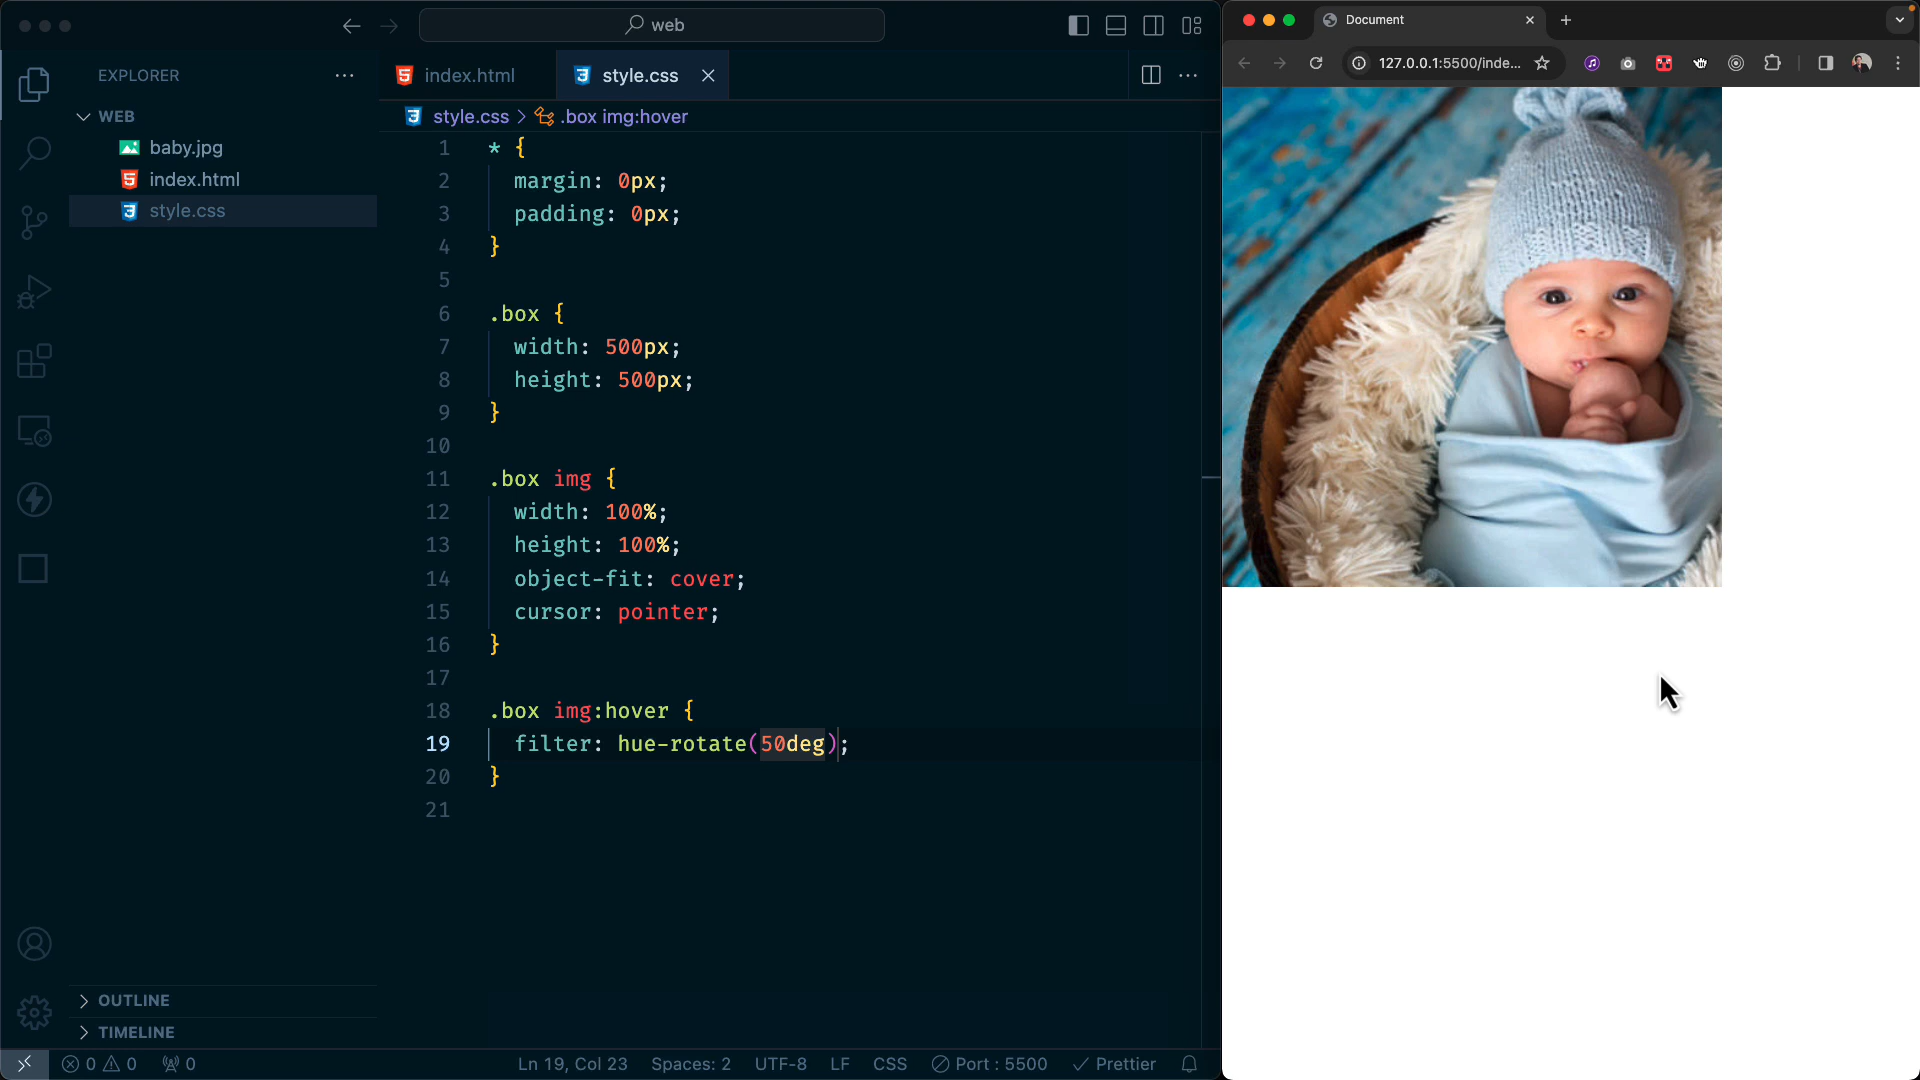 web
EXPLORER
WEB
baby.jpg
index.html
style.css
OUTLINE
TIMELINE
index.html
style.css
style.css > .box img:hover
1 * {
2 margin: 0px;
3 padding: 0px;
4 }
5
6 .box {
7 width: 500px;
8 height: 500px;
9 }
10
11 .box img {
12 width: 100%;
13 height: 100%;
14 object-fit: cover;
15 cursor: pointer;
16 }
17
18 .box img:hover {
19 filter: hue-rotate(50deg);
20 }
21
0 0 0 Ln 19, Col 23 Spaces: 2 UTF-8 LF CSS Port : 5500 Prettier
Document
127.0.0.1:5500/inde...